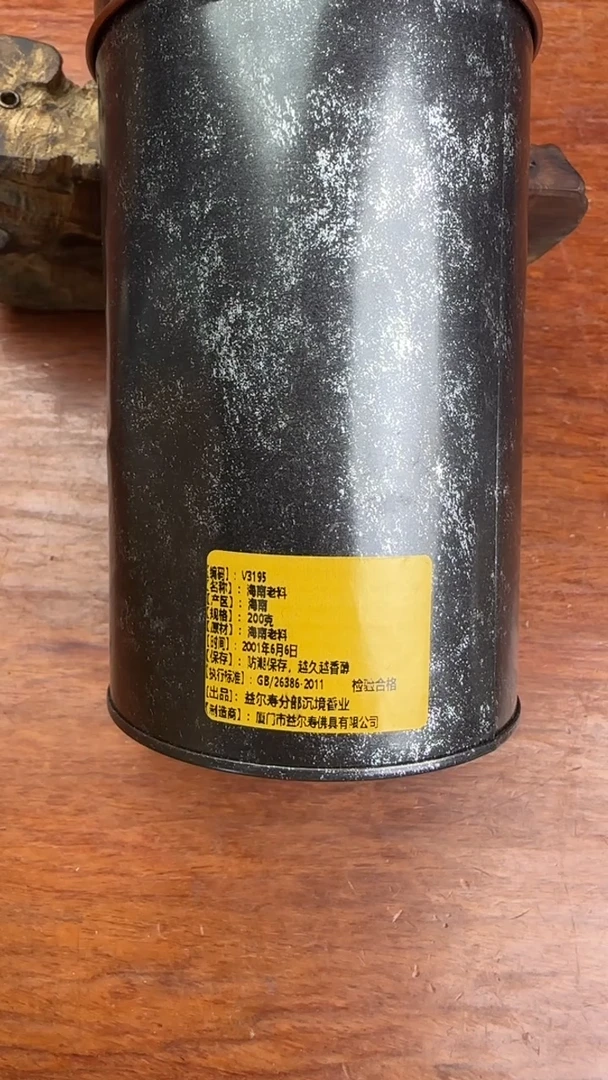 【编码】：V3195
【名称】：海南老料
【产区】：海南
【规格】：200克
【原材】：海南老料
【时间】：2001年6月6日
【保存】：防潮保存，越久越香醇
【执行标准】：GB/26386-2011 检验合格
【出品】：益尔寿分部沉境香业
【制造商】：厦门市益尔寿佛具有限公司